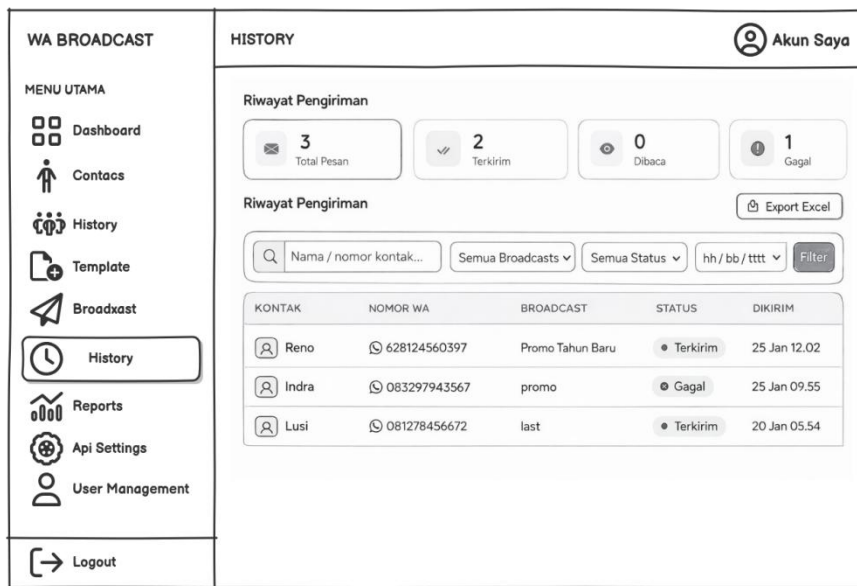 WA BROADCAST
HISTORY
Akun Saya
MENU UTAMA
Dashboard
Contacs
History
Template
Broadxast
History
Reports
Api Settings
User Management
Logout
Riwayat Pengiriman
3
Total Pesan
2
Terkirim
0
Dibaca
1
Gagal
Riwayat Pengiriman
Export Excel
Nama / nomor kontak...
Semua Broadcasts
Semua Status
hh / bb / tttt
Filter
KONTAK NOMOR WA BROADCAST STATUS DIKIRIM
Reno 628124560397 Promo Tahun Baru Terkirim 25 Jan 12.02
Indra 083297943567 promo Gagal 25 Jan 09.55
Lusi 081278456672 last Terkirim 20 Jan 05.54